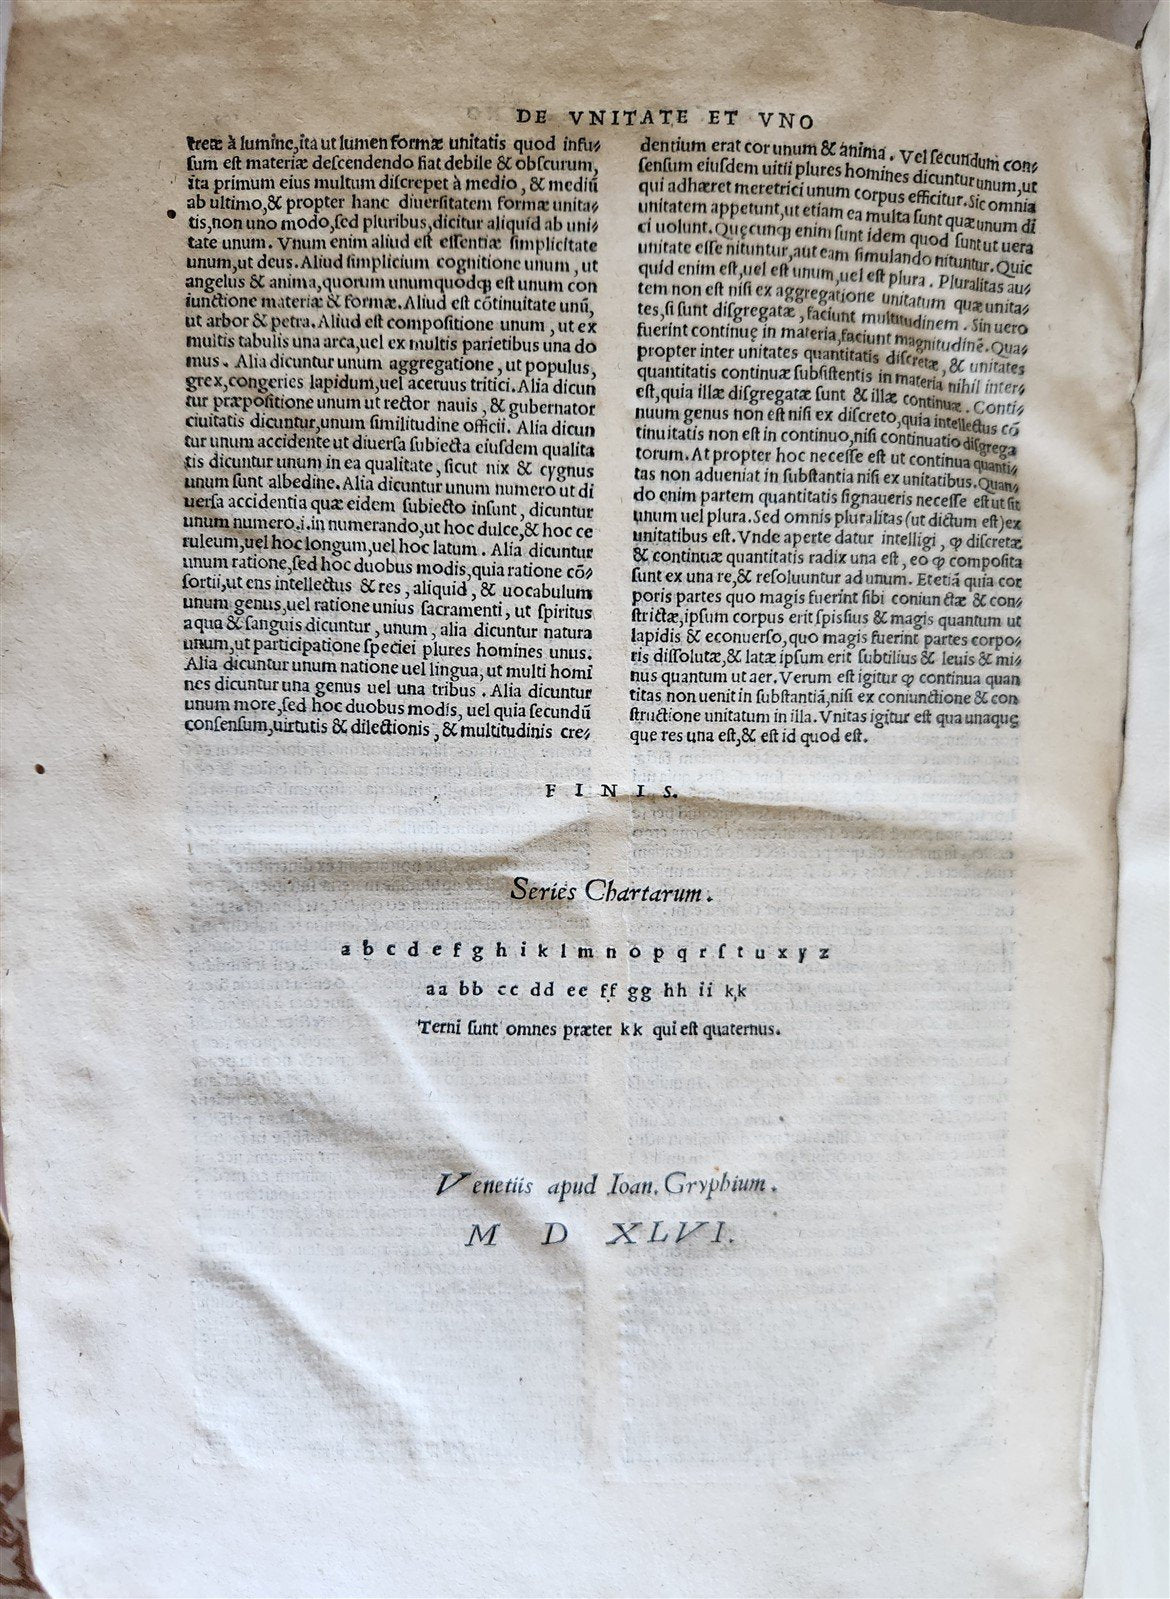 DE VNITATE ET VNO
treæ à lumine,ita ut lumen formæ unitatis quod infu-
sum est materiæ descendendo fiat debile & obscurum,
ita primum eius multum discrepet à medio, & mediũ
ab ultimo,& propter hanc diuersitatem formæ unita-
tis,non uno modo,sed pluribus,dicitur aliquid ab uni-
tate unum. Vnum enim aliud est essentiæ simplicitate
unum,ut deus. Aliud simplicium cognitione unum, ut
angelus & anima,quorum unumquodq; est unum con
iunctione materiæ & formæ. Aliud est cõtinuitate unũ,
ut arbor & petra. Aliud est compositione unum, ut ex
multis tabulis una arca,uel ex multis parietibus una do
mus. Alia dicuntur unum aggregatione, ut populus,
grex,congeries lapidum,uel aceruus tritici. Alia dicun
tur præpositione unum ut rector nauis, & gubernator
ciuitatis dicuntur,unum similitudine officii. Alia dicun
tur unum accidente ut diuersa subiecta eiusdem qualita
tis dicuntur unum in ea qualitate, sicut nix & cygnus
unum sunt albedine. Alia dicuntur unum numero ut di
uersa accidentia quæ eidem subiecto insunt, dicuntur
unum numero.i.in numerando,ut hoc dulce,& hoc ce
ruleum,uel hoc longum,uel hoc latum. Alia dicuntur
unum ratione,sed hoc duobus modis,quia ratione cõ-
sortii,ut ens intellectus & res, aliquid, & uocabulum
unum genus,uel ratione unius sacramenti, ut spiritus
aqua & sanguis dicuntur, unum, alia dicuntur natura
unum,ut participatione speciei plures homines unus.
Alia dicuntur unum natione uel lingua, ut multi homi
nes dicuntur una genus uel una tribus. Alia dicuntur
unum more,sed hoc duobus modis, uel quia secundũ
consensum,uirtutis & dilectionis, & multitudinis cre-
dentium erat cor unum & anima. Vel secundum con-
sensum eiusdem uitii plures homines dicuntur unum,ut
qui adhæret meretrici unum corpus efficitur. Sic omnia
unitatem appetunt,ut etiam ea multa sunt quæ unum di
ci uolunt. Quęcunq; enim sunt idem quod sunt ut uera
unitate esse nituntur,aut eam simulando nituntur. Quic
quid enim est,uel est unum,uel est plura. Pluralitas au-
tem non est nisi ex aggregatione unitatum quæ unita-
tes,si sunt disgregatæ, faciunt multitudinem. Sin uero
fuerint continuę in materia,faciunt magnitudinẽ. Qua-
propter inter unitates quantitatis discretæ, & unitates
quantitatis continuæ subsistentis in materia nihil inter-
est,quia illæ disgregatæ sunt & illæ continuæ. Conti-
nuum genus non est nisi ex discreto,quia intellectus cõ
tinuitatis non est in continuo,nisi continuatio disgrega
torum. At propter hoc necesse est ut continua quanti-
tas non adueniat in substantia nisi ex unitatibus. Quan-
do enim partem quantitatis signaueris necesse est ut sit
unum uel plura. Sed omnis pluralitas (ut dictum est) ex
unitatibus est. Vnde aperte datur intelligi, ꝙ discretæ
& continuæ quantitatis radix una est, eo ꝙ composita
sunt ex una re,& resoluuntur ad unum. Et etiã quia cor
poris partes quo magis fuerint sibi coniunctæ & con-
strictæ,ipsum corpus erit spissius & magis quantum ut
lapidis & econuerso,quo magis fuerint partes corpo-
ris dissolutæ,& latæ ipsum erit subtilius & leuis & mi-
nus quantum ut aer. Verum est igitur ꝙ continua quan
titas non uenit in substantiã,nisi ex coniunctione & con
structione unitatum in illa. Vnitas igitur est qua unaquę
que res una est,& est id quod est.
F I N I S.
Series Chartarum.
a b c d e f g h i k l m n o p q r ſ t u x y z
aa bb cc dd ee ff gg hh ii kk
Terni sunt omnes præter kk qui est quaternus.
Venetiis apud Ioan. Gryphium.
M D XLVI.